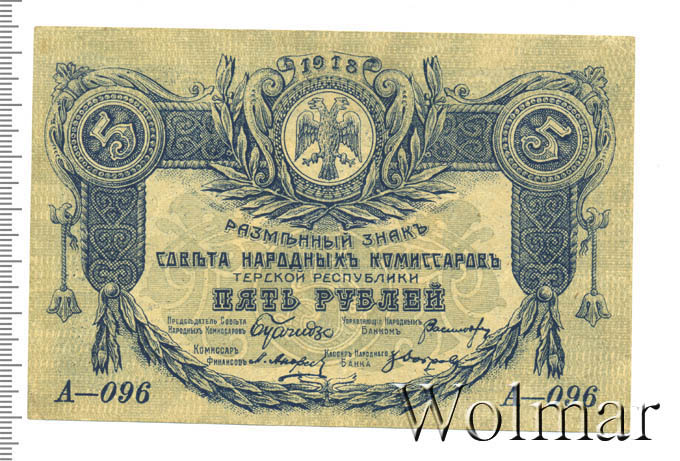 1918
5 5
РАЗМѢННЫЙ ЗНАКЪ
СОВѢТА НАРОДНЫХЪ КОМИССАРОВЪ
ТЕРСКОЙ РЕСПУБЛИКИ
ПЯТЬ РУБЛЕЙ
ПРЕДСѢДАТЕЛЬ СОВѢТА УПРАВЛЯЮЩІЙ НАРОДНЫМЪ
НАРОДНЫХЪ КОМИССАРОВЪ БАНКОМЪ
КОМИССАРЪ КАССИРЪ НАРОДНАГО
ФИНАНСОВЪ БАНКА
А—096 А—096
Wolmar